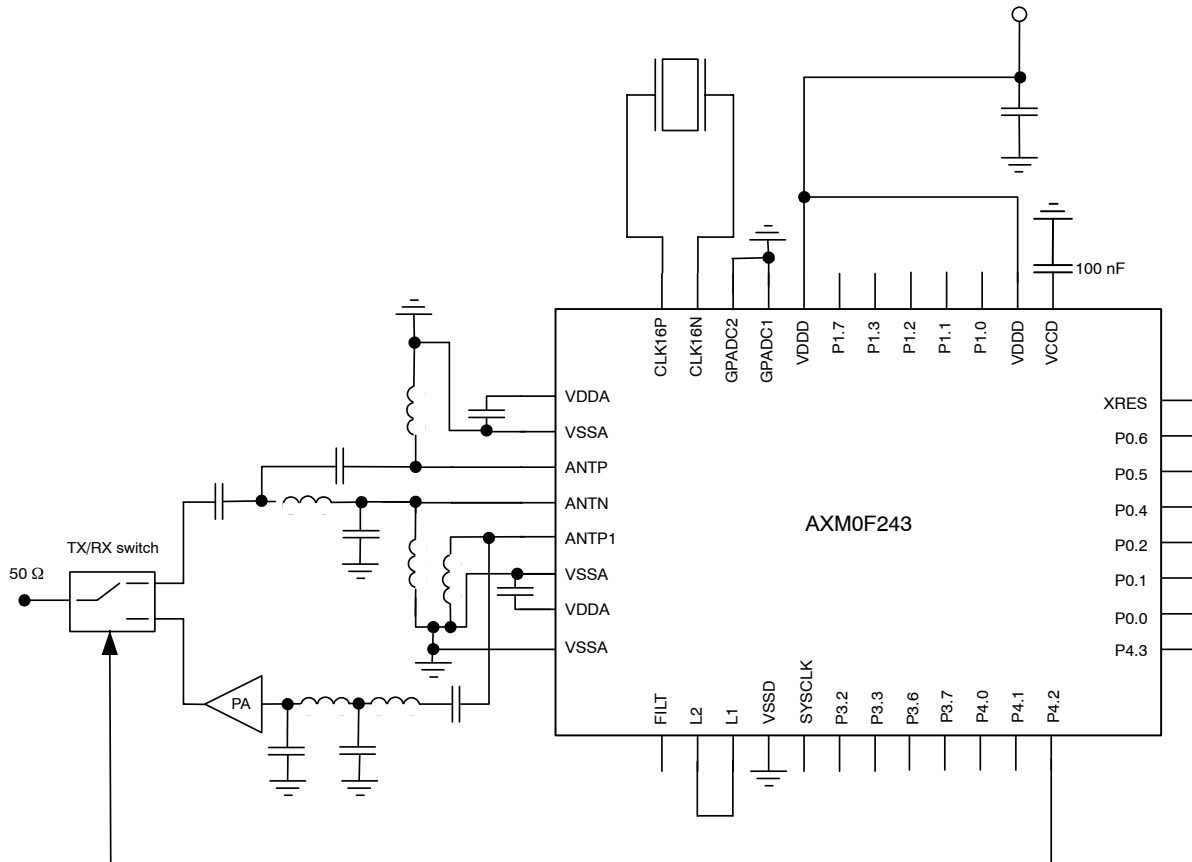 100 nF
CLK16P
CLK16N
GPADC2
GPADC1
VDDD
P1.7
P1.3
P1.2
P1.1
P1.0
VDDD
VCCD
VDDA
VSSA
ANTP
ANTN
ANTP1
VSSA
VDDA
VSSA
AXM0F243
XRES
P0.6
P0.5
P0.4
P0.2
P0.1
P0.0
P4.3
TX/RX switch
50 Ω
PA
FILT
L2
L1
VSSD
SYSCLK
P3.2
P3.3
P3.6
P3.7
P4.0
P4.1
P4.2